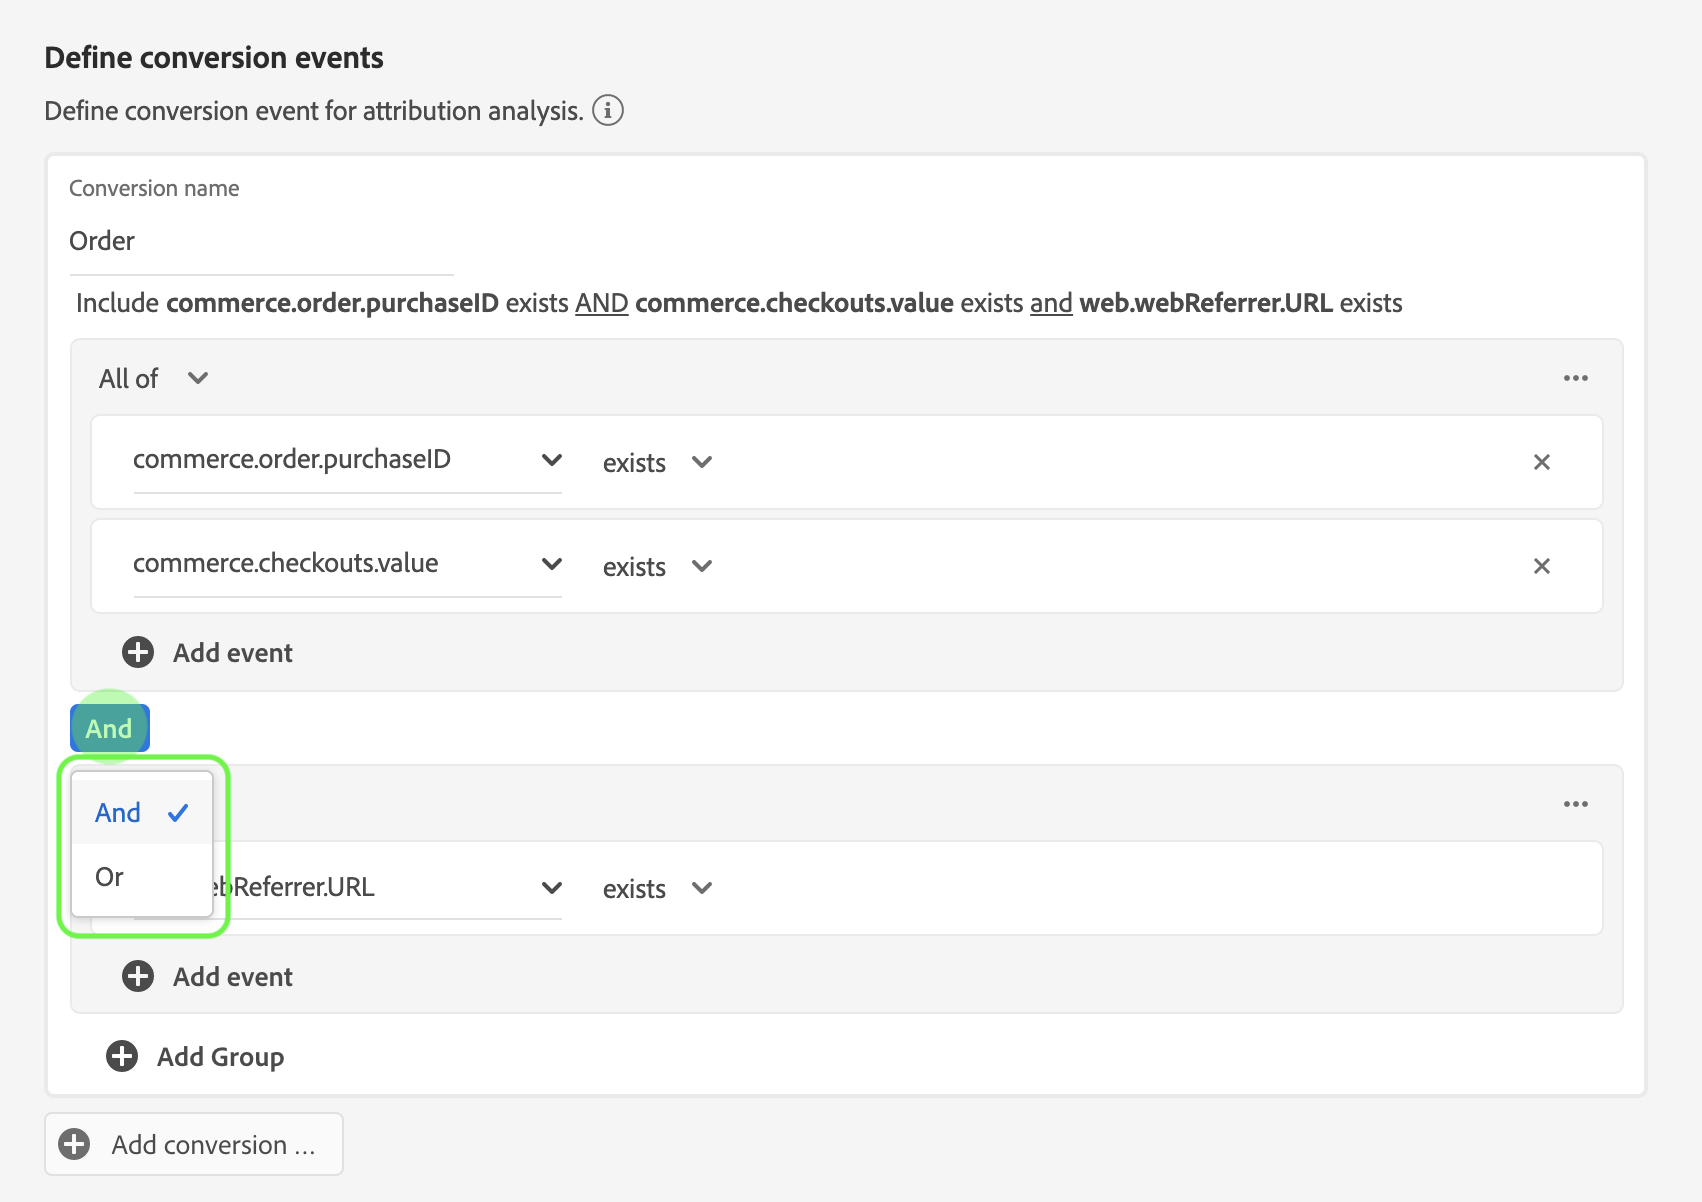 Define conversion events
Define conversion event for attribution analysis.
Conversion name
Order
Include commerce.order.purchaseID exists AND commerce.checkouts.value exists and web.webReferrer.URL exists
All of
commerce.order.purchaseID exists
commerce.checkouts.value exists
Add event
And
And
Or
ebReferrer.URL exists
Add event
Add Group
Add conversion ...